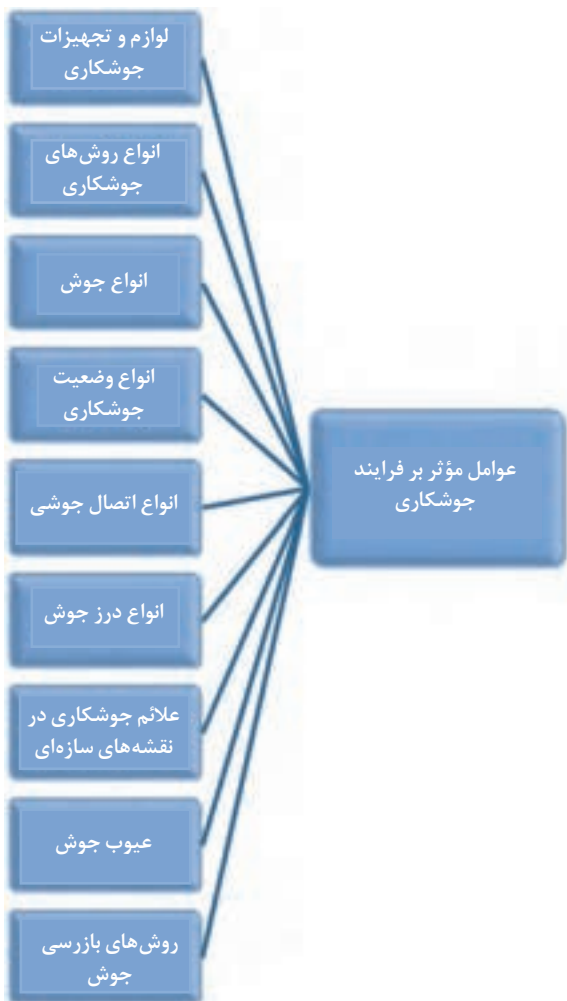 عوامل مؤثر بر فرایند
جوشکاری
لوازم و تجهیزات
جوشکاری
انواع روش‌های
جوشکاری
انواع جوش
انواع وضعیت
جوشکاری
انواع اتصال جوشی
انواع درز جوش
علائم جوشکاری در
نقشه‌های سازه‌ای
عیوب جوش
روش‌های بازرسی
جوش